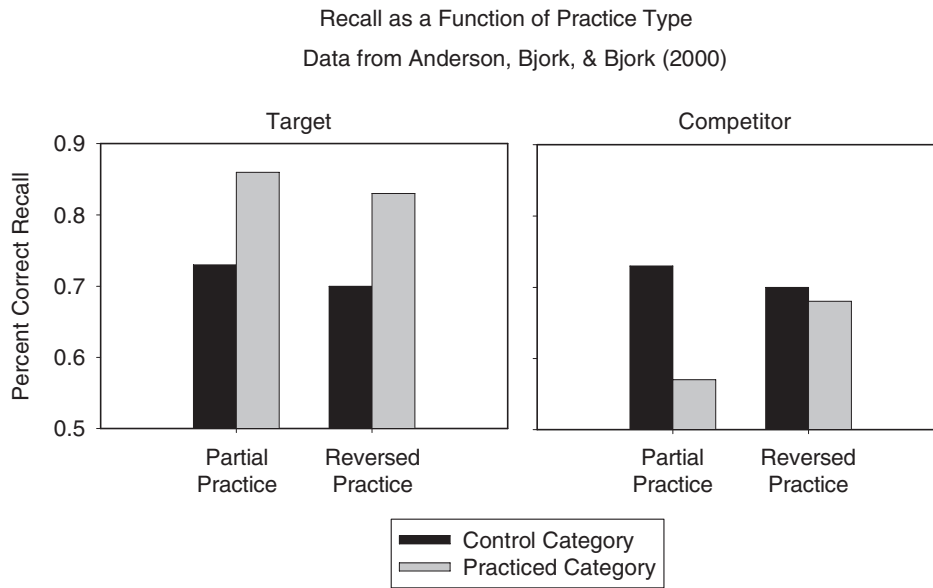 Recall as a Function of Practice Type
Data from Anderson, Bjork, & Bjork (2000)
Target
Competitor
Percent Correct Recall
0.9
0.8
0.7
0.6
0.5
Partial
Practice
Reversed
Practice
Partial
Practice
Reversed
Practice
Control Category
Practiced Category